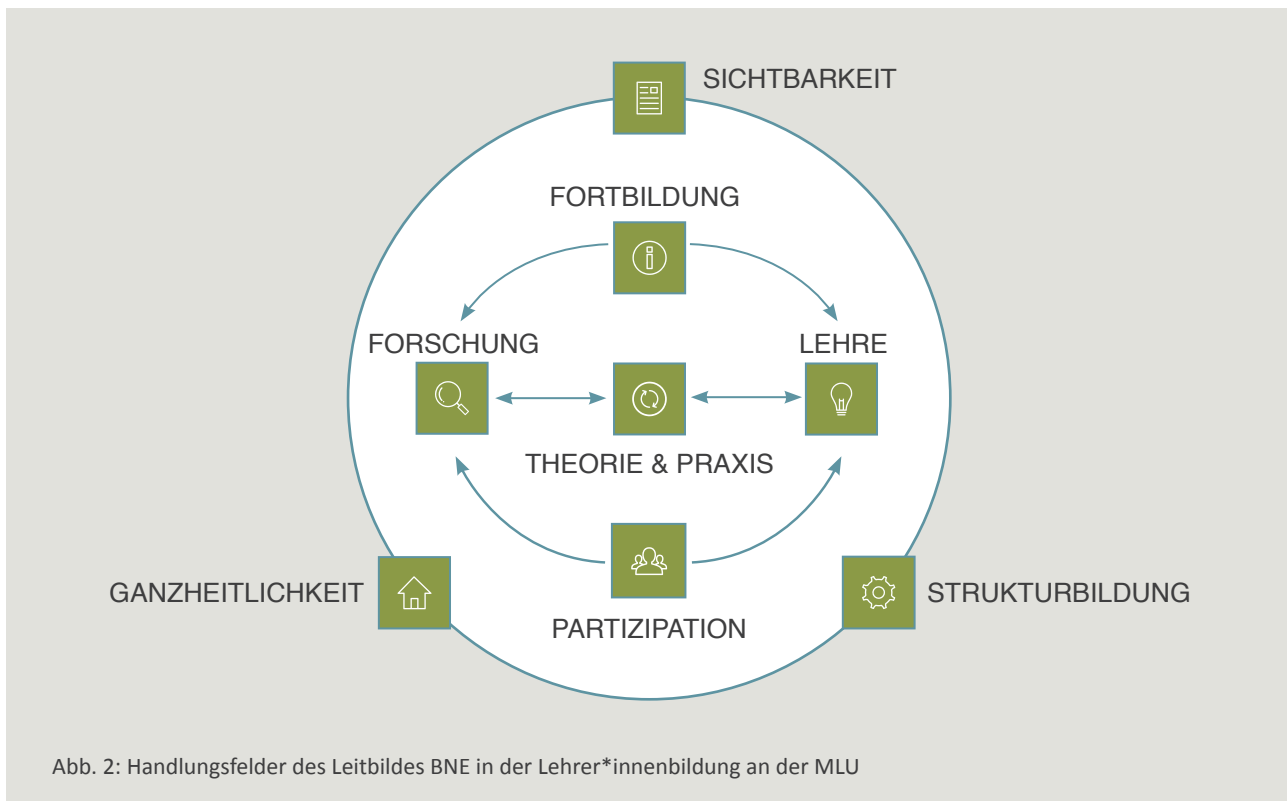 SICHTBARKEIT
FORTBILDUNG
FORSCHUNG
LEHRE
THEORIE & PRAXIS
GANZHEITLICHKEIT
STRUKTURBILDUNG
PARTIZIPATION
Abb. 2: Handlungsfelder des Leitbildes BNE in der Lehrer*innenbildung an der MLU